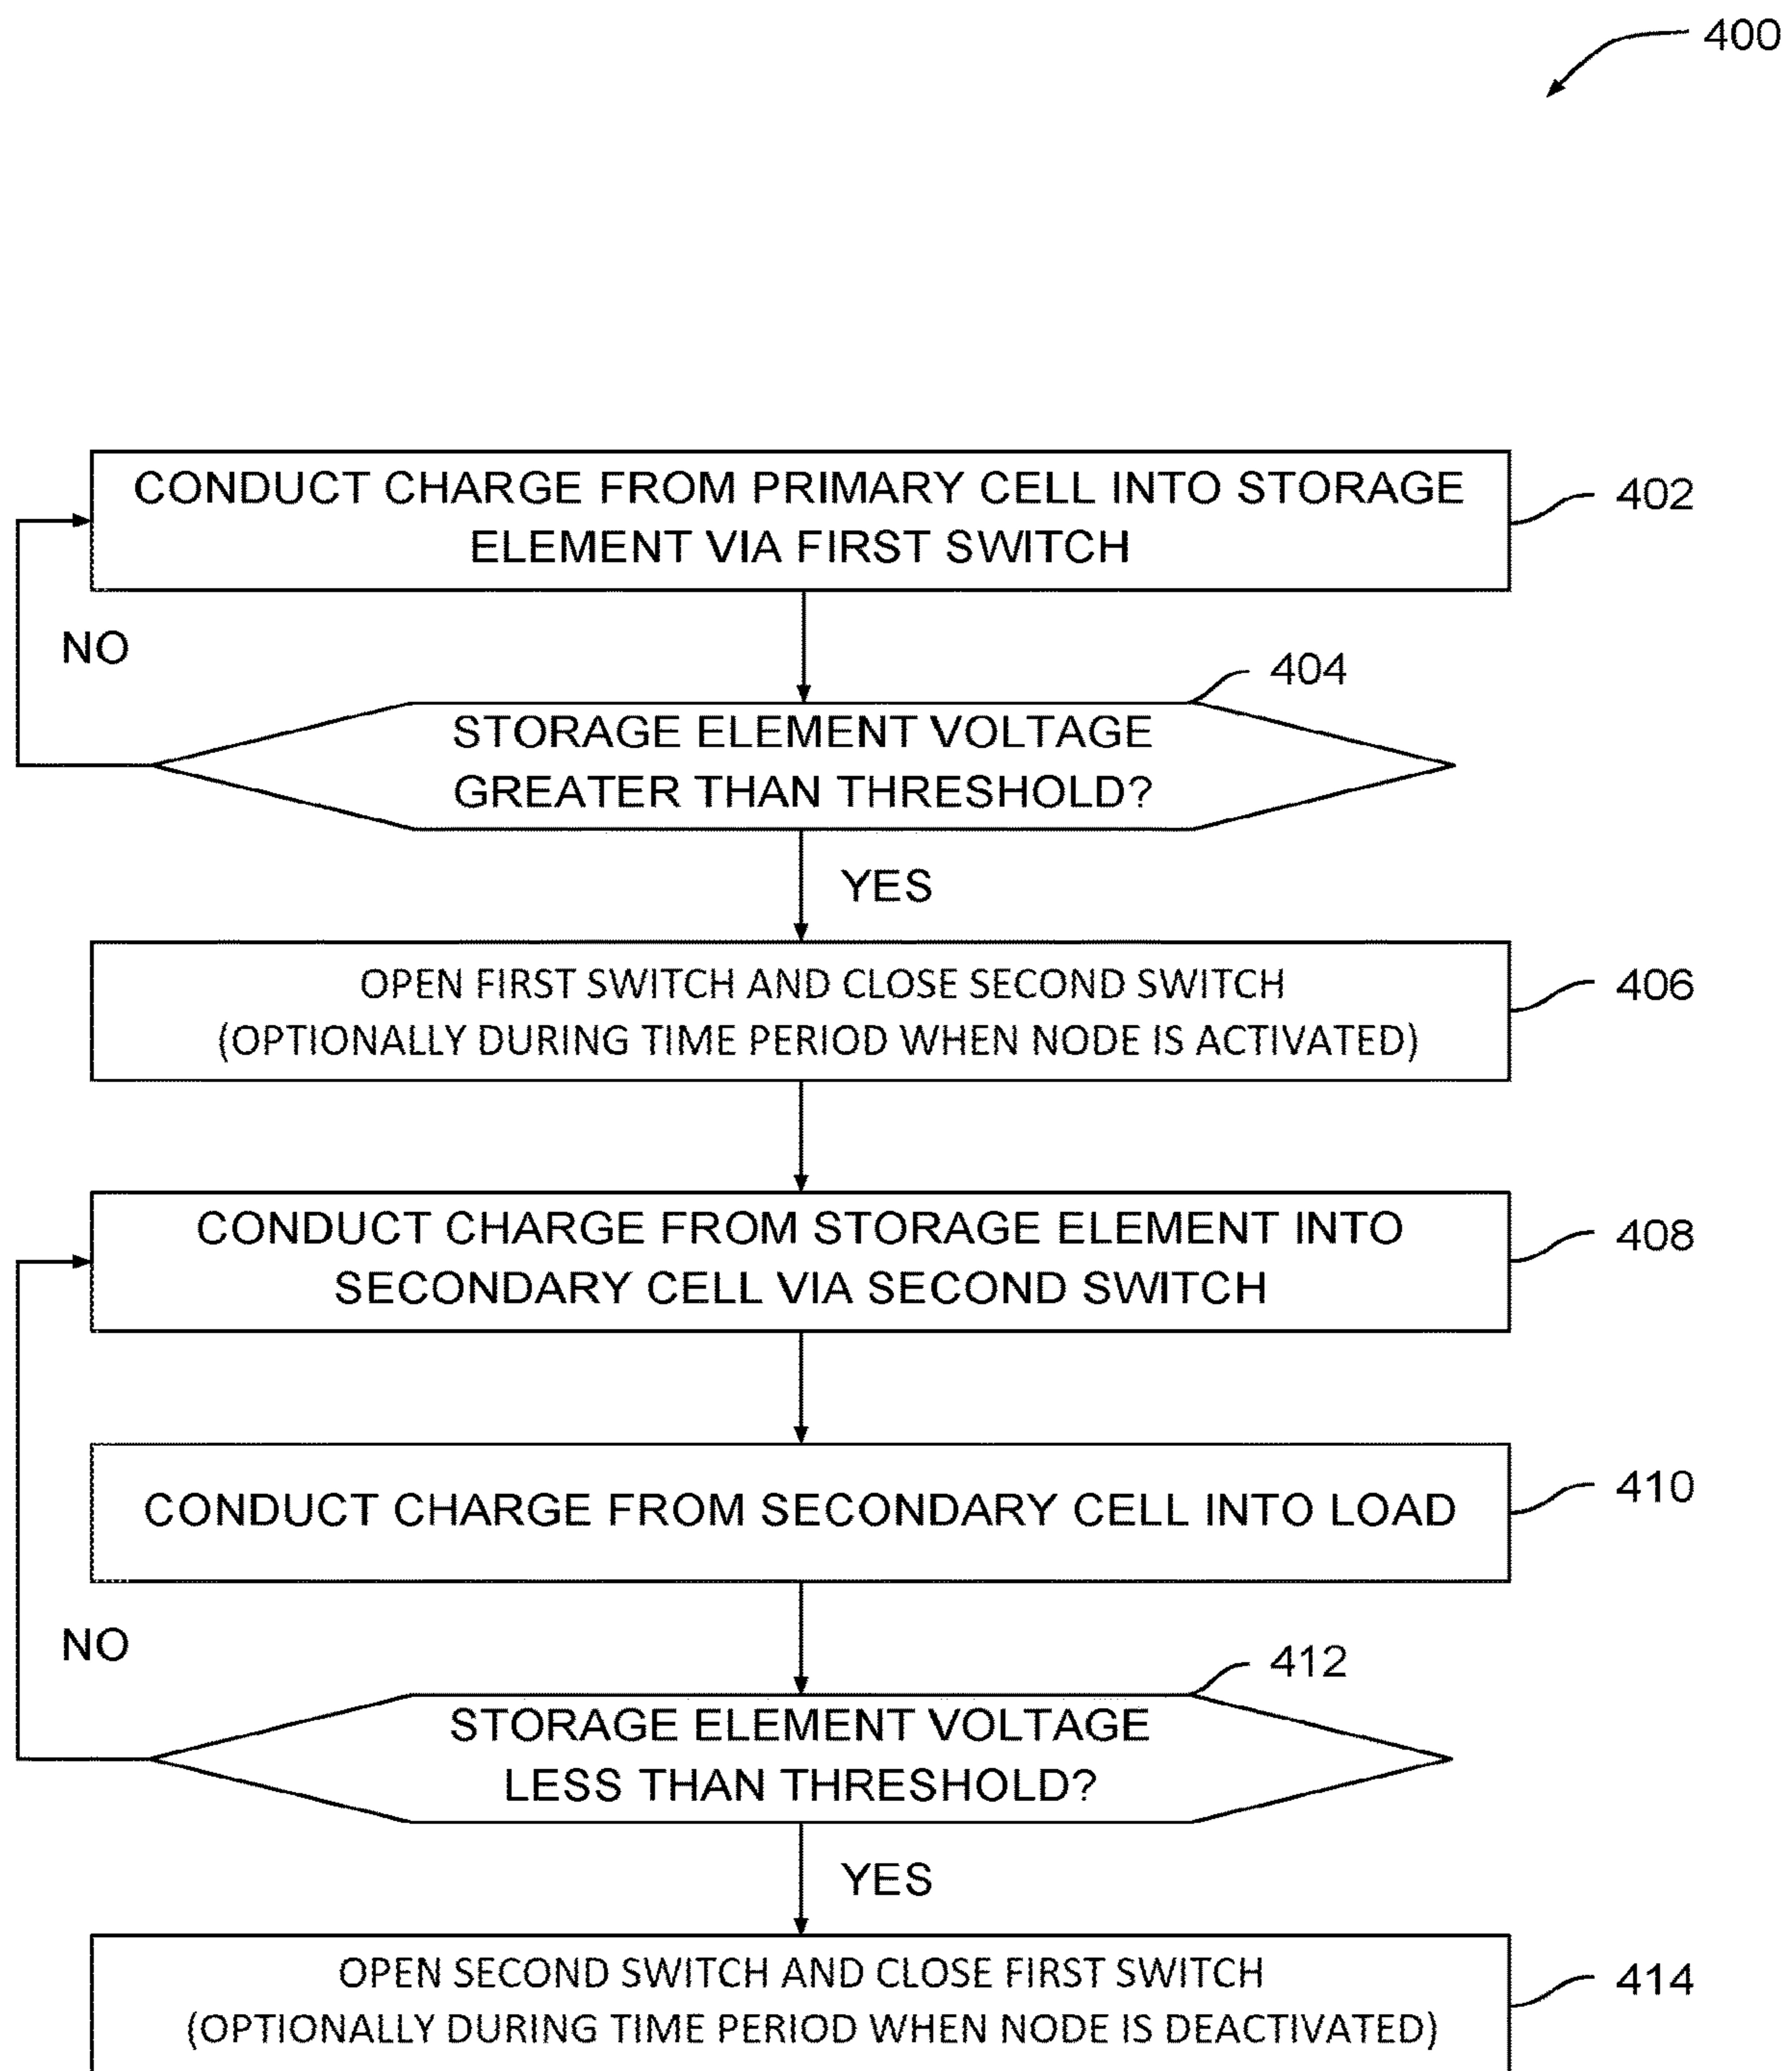 400
CONDUCT CHARGE FROM PRIMARY CELL INTO STORAGE
ELEMENT VIA FIRST SWITCH
402
NO
404
STORAGE ELEMENT VOLTAGE
GREATER THAN THRESHOLD?
YES
OPEN FIRST SWITCH AND CLOSE SECOND SWITCH
(OPTIONALLY DURING TIME PERIOD WHEN NODE IS ACTIVATED)
406
CONDUCT CHARGE FROM STORAGE ELEMENT INTO
SECONDARY CELL VIA SECOND SWITCH
408
CONDUCT CHARGE FROM SECONDARY CELL INTO LOAD
410
NO
412
STORAGE ELEMENT VOLTAGE
LESS THAN THRESHOLD?
YES
OPEN SECOND SWITCH AND CLOSE FIRST SWITCH
(OPTIONALLY DURING TIME PERIOD WHEN NODE IS DEACTIVATED)
414